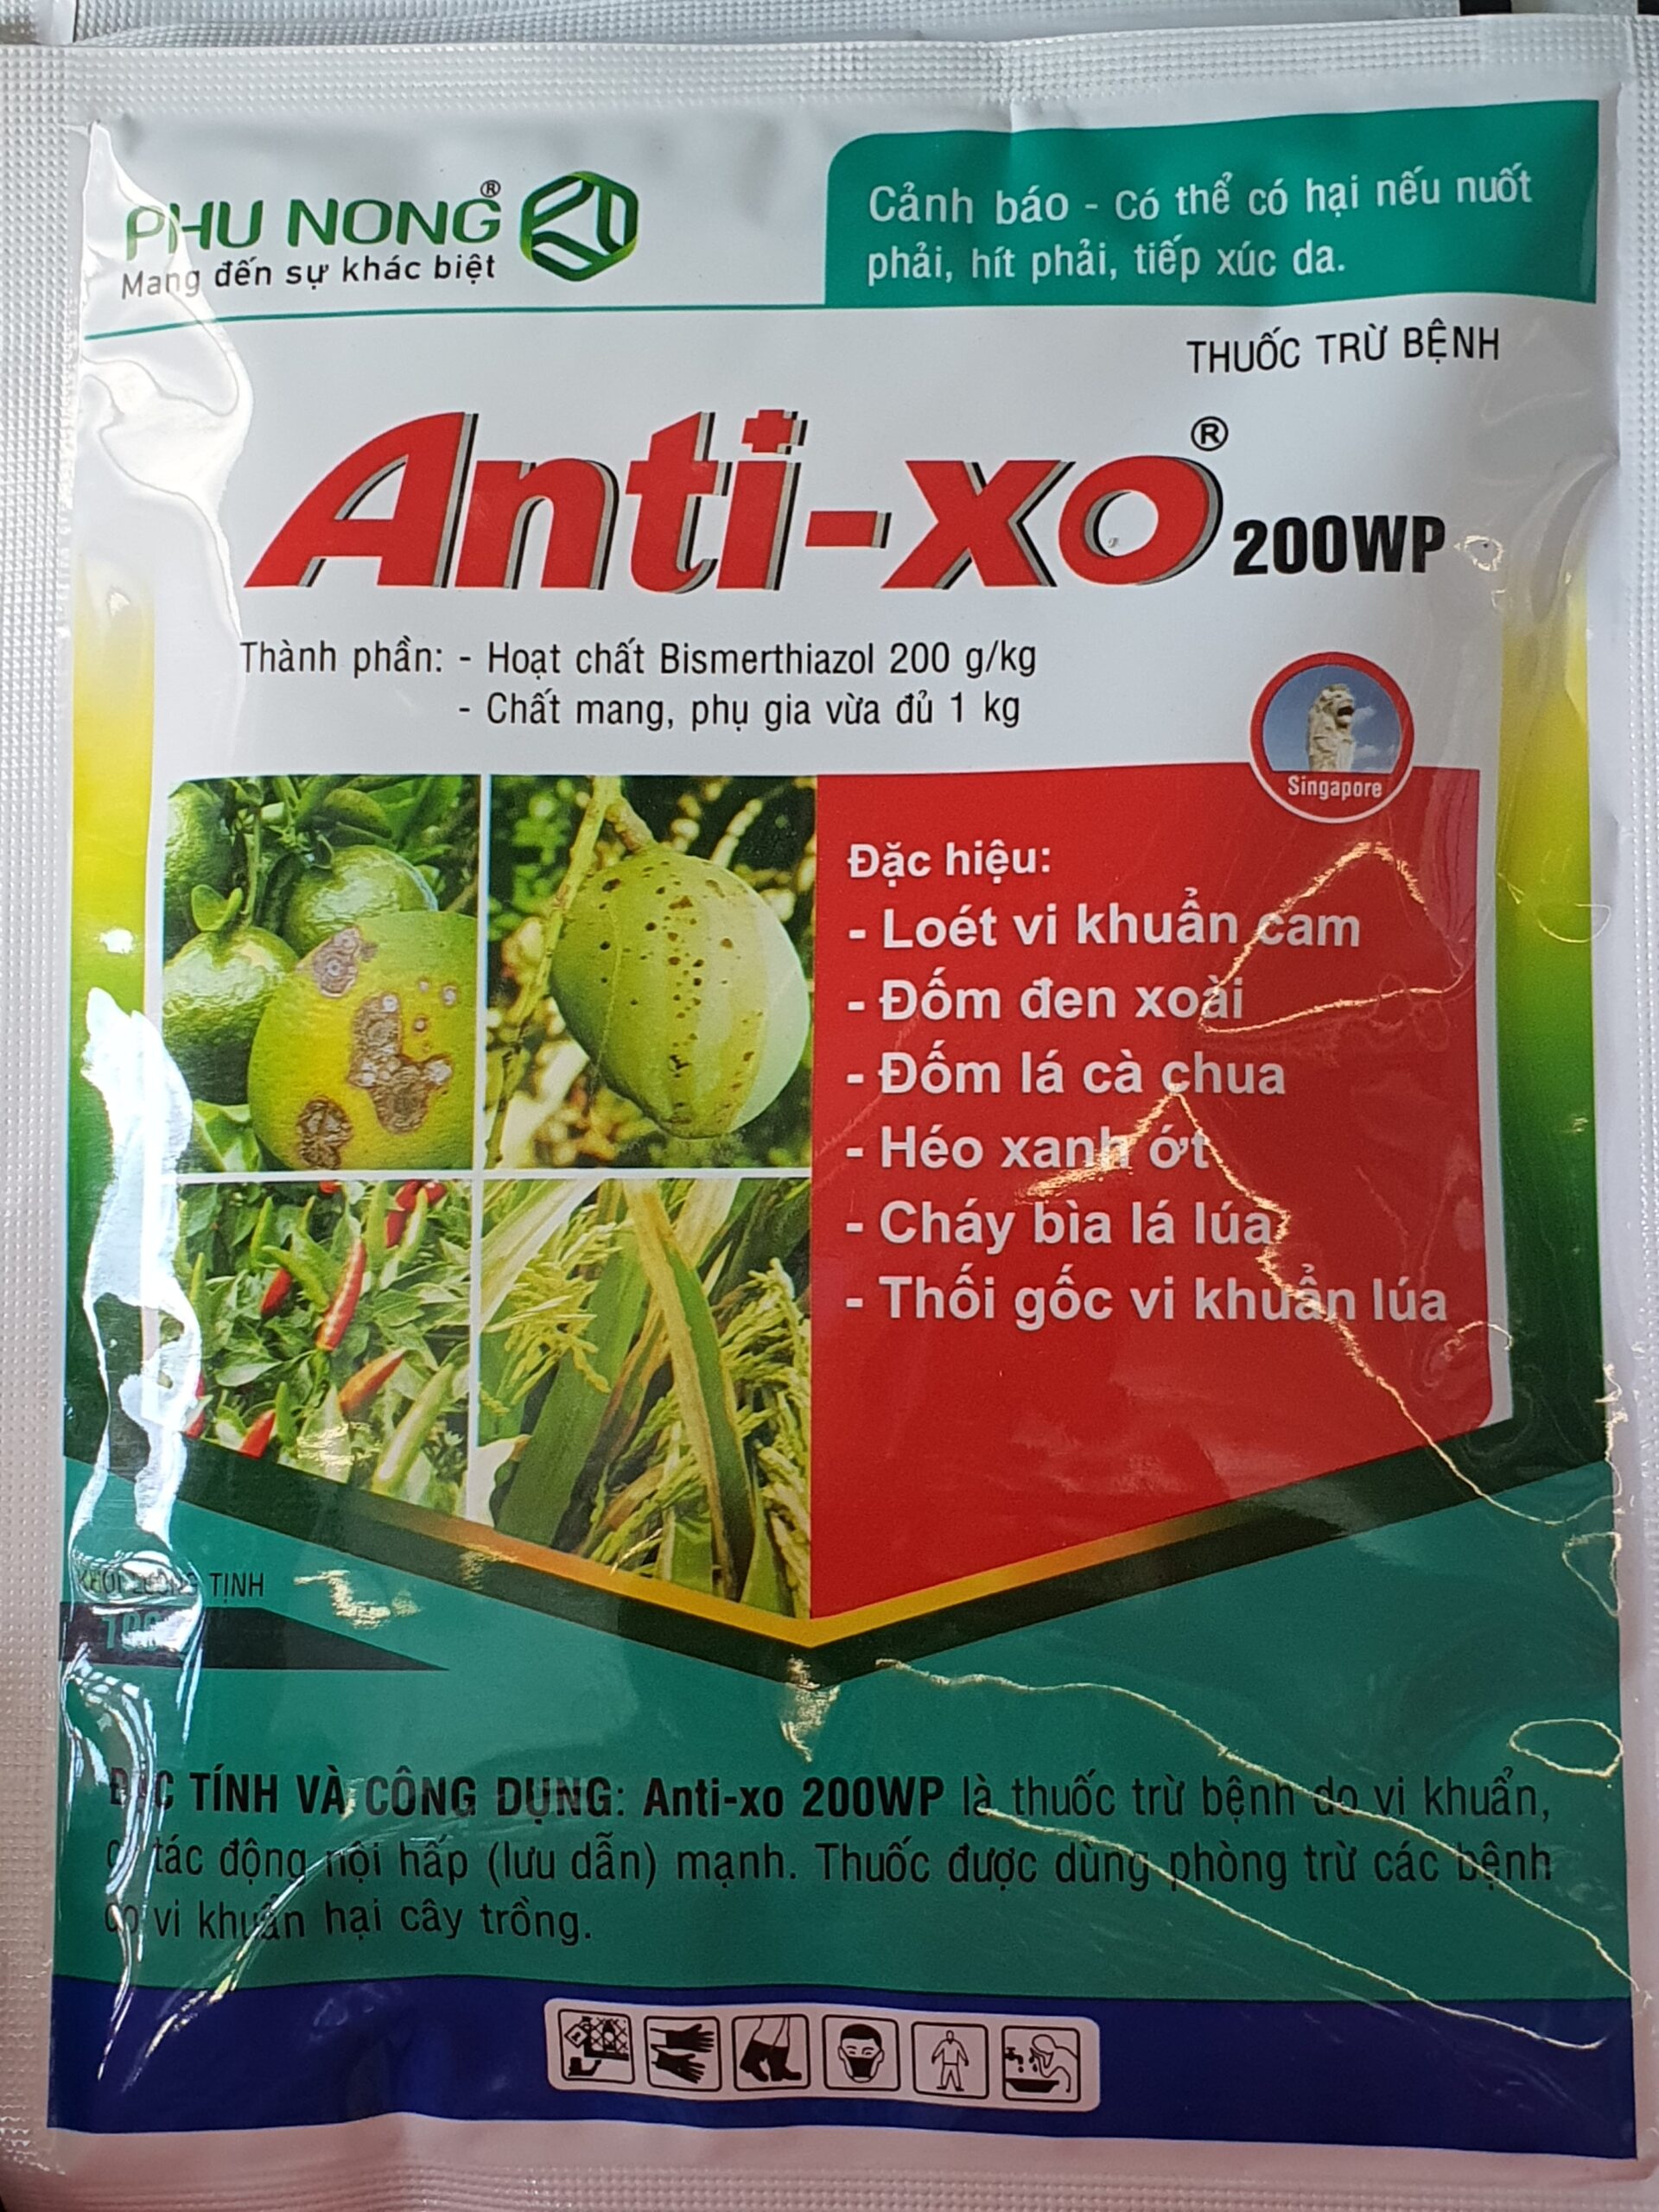 PHU NONG®
Mang đến sự khác biệt
Cảnh báo - Có thể có hại nếu nuốt
phải, hít phải, tiếp xúc da.
THUỐC TRỪ BỆNH
Anti-xo® 200WP
Thành phần: - Hoạt chất Bismerthiazol 200 g/kg
- Chất mang, phụ gia vừa đủ 1 kg
Singapore
Đặc hiệu:
- Loét vi khuẩn cam
- Đốm đen xoài
- Đốm lá cà chua
- Héo xanh ớt
- Cháy bìa lá lúa
- Thối gốc vi khuẩn lúa
TỊNH
ĐẶC TÍNH VÀ CÔNG DỤNG: Anti-xo 200WP là thuốc trừ bệnh do vi khuẩn,
có tác động nội hấp (lưu dẫn) mạnh. Thuốc được dùng phòng trừ các bệnh
do vi khuẩn hại cây trồng.